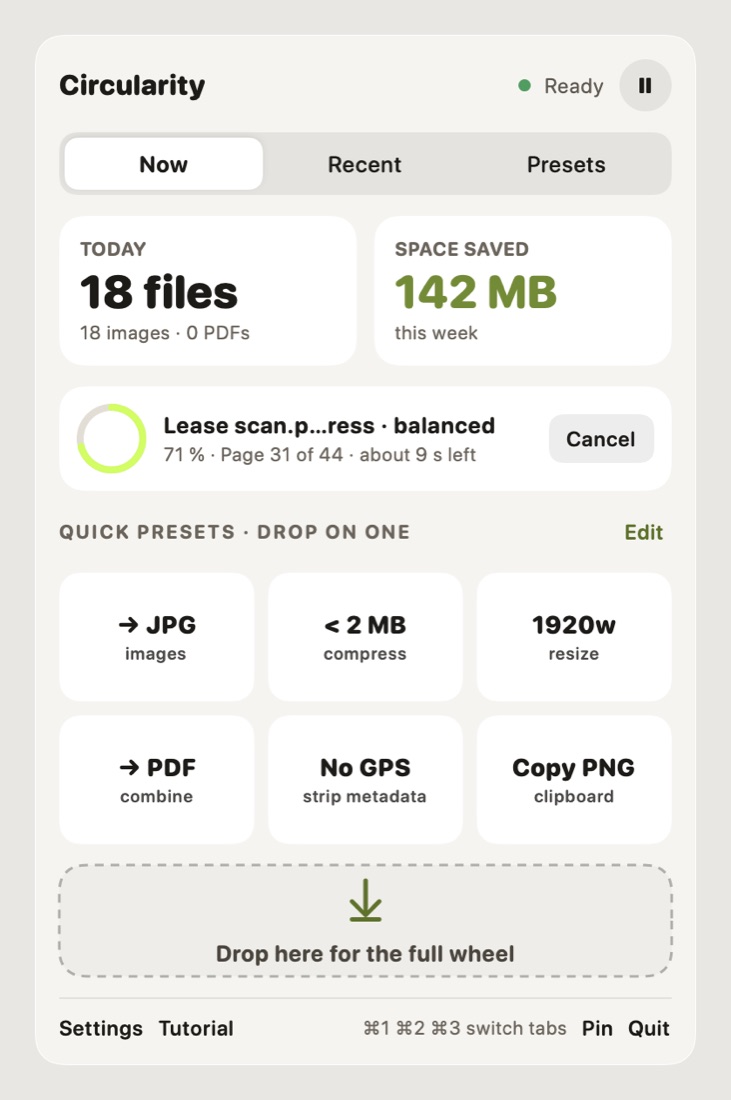 Circularity
Ready
Now
Recent
Presets
TODAY
18 files
18 images · 0 PDFs
SPACE SAVED
142 MB
this week
Lease scan.p...ress · balanced
71 % · Page 31 of 44 · about 9 s left
Cancel
QUICK PRESETS · DROP ON ONE
Edit
→ JPG
images
< 2 MB
compress
1920w
resize
→ PDF
combine
No GPS
strip metadata
Copy PNG
clipboard
Drop here for the full wheel
Settings
Tutorial
⌘1 ⌘2 ⌘3 switch tabs
Pin
Quit